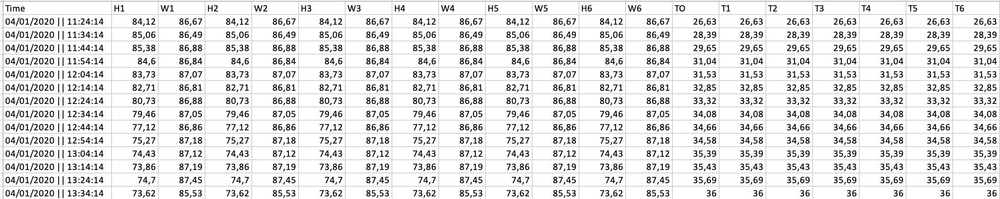 Time H1 W1 H2 W2 H3 W3 H4 W4 H5 W5 H6 W6 TO T1 T2 T3 T4 T5 T6
04/01/2020 || 11:24:14 84,12 86,67 84,12 86,67 84,12 86,67 84,12 86,67 84,12 86,67 84,12 86,67 26,63 26,63 26,63 26,63 26,63 26,63 26,63
04/01/2020 || 11:34:14 85,06 86,49 85,06 86,49 85,06 86,49 85,06 86,49 85,06 86,49 85,06 86,49 28,39 28,39 28,39 28,39 28,39 28,39 28,39
04/01/2020 || 11:44:14 85,38 86,88 85,38 86,88 85,38 86,88 85,38 86,88 85,38 86,88 85,38 86,88 29,65 29,65 29,65 29,65 29,65 29,65 29,65
04/01/2020 || 11:54:14 84,6 86,84 84,6 86,84 84,6 86,84 84,6 86,84 84,6 86,84 84,6 86,84 31,04 31,04 31,04 31,04 31,04 31,04 31,04
04/01/2020 || 12:04:14 83,73 87,07 83,73 87,07 83,73 87,07 83,73 87,07 83,73 87,07 83,73 87,07 31,53 31,53 31,53 31,53 31,53 31,53 31,53
04/01/2020 || 12:14:14 82,71 86,81 82,71 86,81 82,71 86,81 82,71 86,81 82,71 86,81 82,71 86,81 32,85 32,85 32,85 32,85 32,85 32,85 32,85
04/01/2020 || 12:24:14 80,73 86,88 80,73 86,88 80,73 86,88 80,73 86,88 80,73 86,88 80,73 86,88 33,32 33,32 33,32 33,32 33,32 33,32 33,32
04/01/2020 || 12:34:14 79,46 87,05 79,46 87,05 79,46 87,05 79,46 87,05 79,46 87,05 79,46 87,05 34,08 34,08 34,08 34,08 34,08 34,08 34,08
04/01/2020 || 12:44:14 77,12 86,86 77,12 86,86 77,12 86,86 77,12 86,86 77,12 86,86 77,12 86,86 34,66 34,66 34,66 34,66 34,66 34,66 34,66
04/01/2020 || 12:54:14 75,27 87,18 75,27 87,18 75,27 87,18 75,27 87,18 75,27 87,18 75,27 87,18 34,58 34,58 34,58 34,58 34,58 34,58 34,58
04/01/2020 || 13:04:14 74,43 87,12 74,43 87,12 74,43 87,12 74,43 87,12 74,43 87,12 74,43 87,12 35,39 35,39 35,39 35,39 35,39 35,39 35,39
04/01/2020 || 13:14:14 73,86 87,19 73,86 87,19 73,86 87,19 73,86 87,19 73,86 87,19 73,86 87,19 35,43 35,43 35,43 35,43 35,43 35,43 35,43
04/01/2020 || 13:24:14 74,7 87,45 74,7 87,45 74,7 87,45 74,7 87,45 74,7 87,45 74,7 87,45 35,69 35,69 35,69 35,69 35,69 35,69 35,69
04/01/2020 || 13:34:14 73,62 85,53 73,62 85,53 73,62 85,53 73,62 85,53 73,62 85,53 73,62 85,53 36 36 36 36 36 36 36